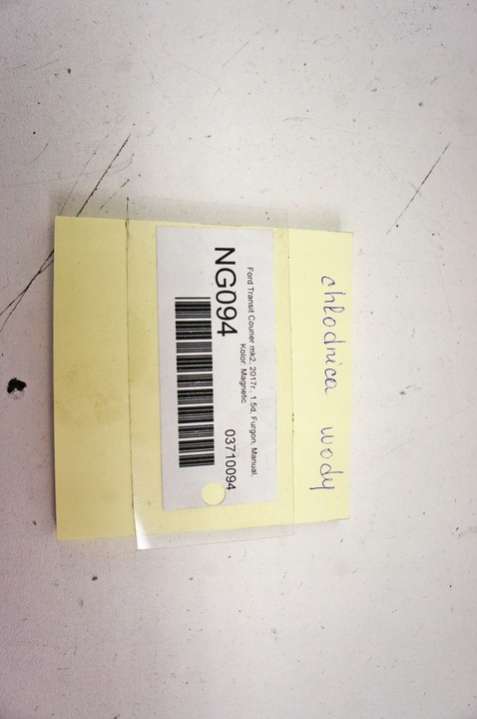 chłodnica wody
Ford Transit Courier mk2, 2017r., 1.5d, Furgon, Manual,
Kolor: Magnetic
NG094
03710094